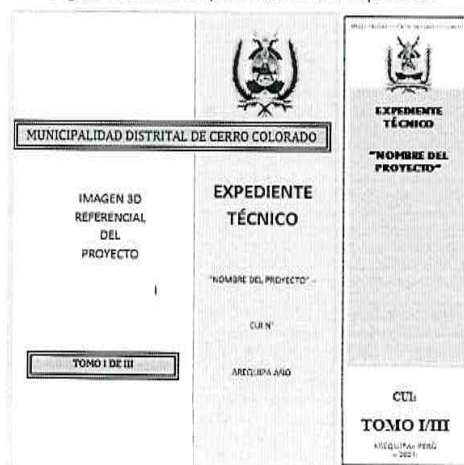 MUNICIPALIDAD DISTRITAL DE CERRO COLORADO
IMAGEN 3D
REFERENCIAL
DEL
PROYECTO
I
TOMO I DE III
EXPEDIENTE
TÉCNICO
"NOMBRE DEL PROYECTO" –
CUI N°
AREQUIPA AÑO
EXPEDIENTE
TÉCNICO
"NOMBRE DEL
PROYECTO"
CUI:
TOMO I/III
AREQUIPA - PERÚ